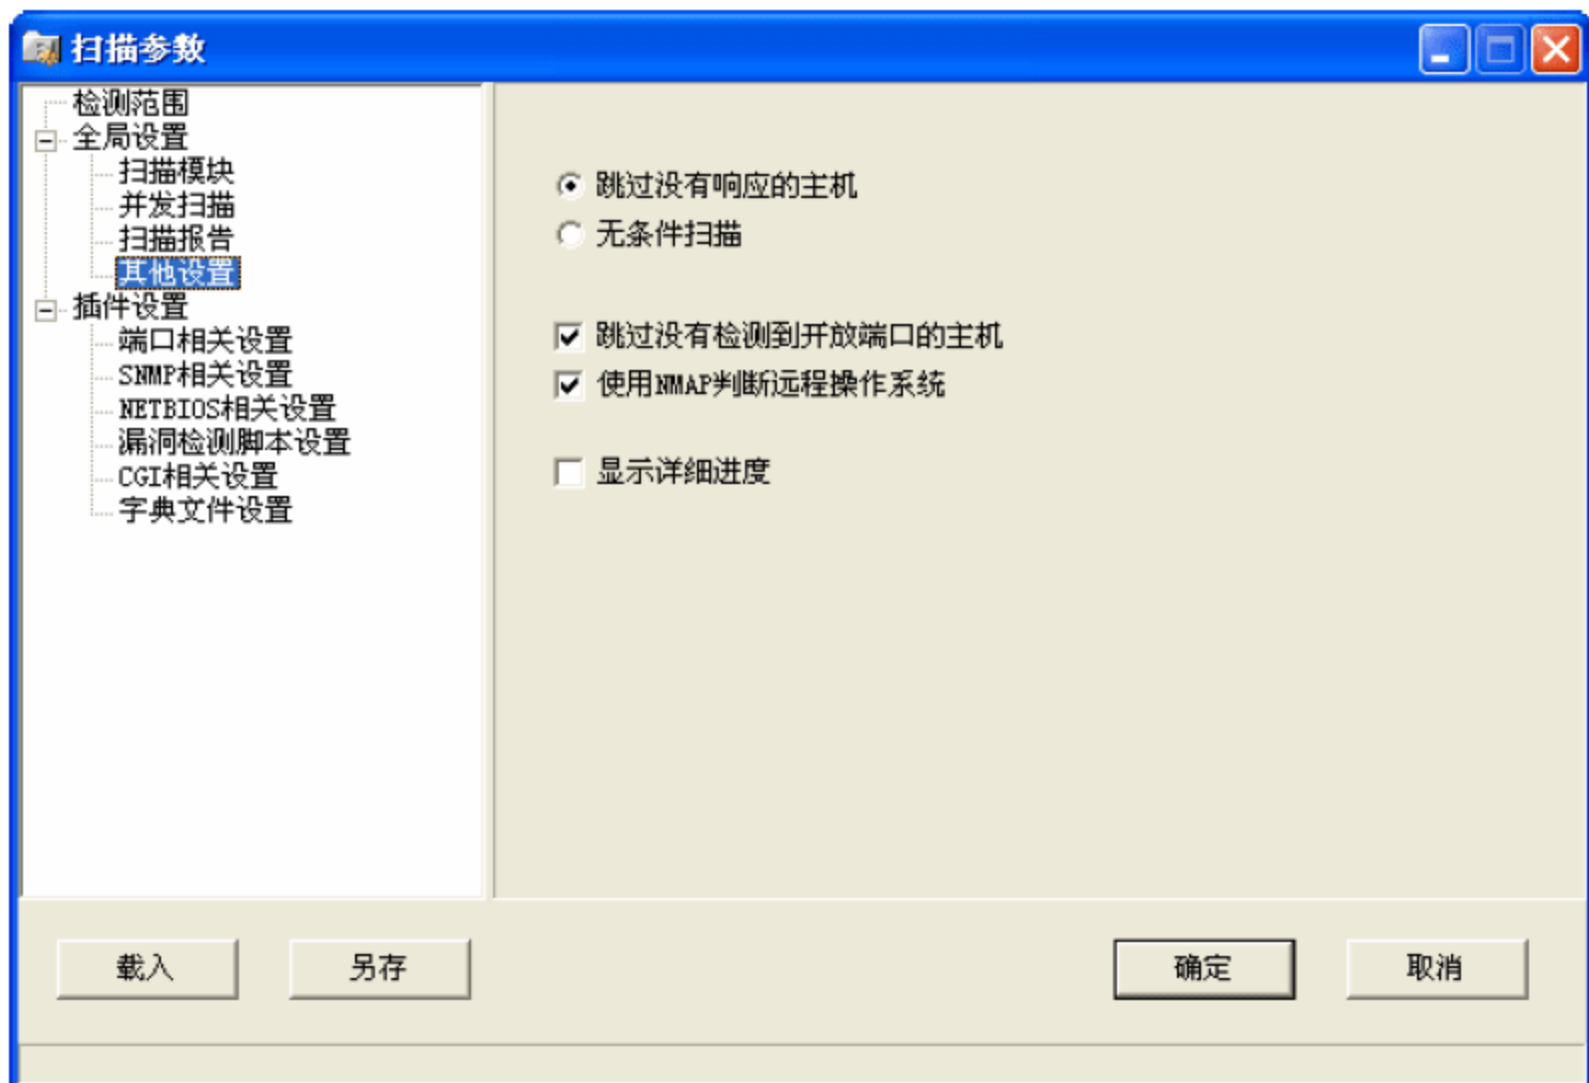 扫描参数
检测范围
全局设置
扫描模块
并发扫描
扫描报告
其他设置
插件设置
端口相关设置
SNMP相关设置
NETBIOS相关设置
漏洞检测脚本设置
CGI相关设置
字典文件设置
跳过没有响应的主机
无条件扫描
跳过没有检测到开放端口的主机
使用NMAP判断远程操作系统
显示详细进度
载入
另存
确定
取消